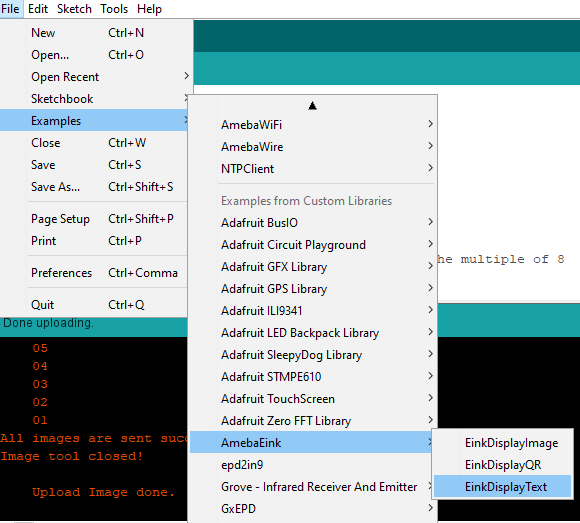 File Edit Sketch Tools Help
New Ctrl+N
Open... Ctrl+O
Open Recent
Sketchbook
Examples
Close Ctrl+W
Save Ctrl+S
Save As... Ctrl+Shift+S
Page Setup Ctrl+Shift+P
Print Ctrl+P
Preferences Ctrl+Comma
Quit Ctrl+Q
AmebaWiFi
AmebaWire
NTPClient
Examples from Custom Libraries
Adafruit BusIO
Adafruit Circuit Playground
Adafruit GFX Library
Adafruit GPS Library
Adafruit ILI9341
Adafruit LED Backpack Library
Adafruit SleepyDog Library
Adafruit STMPE610
Adafruit TouchScreen
Adafruit Zero FFT Library
AmebaEink
epd2in9
Grove - Infrared Receiver And Emitter
GxEPD
EinkDisplayImage
EinkDisplayQR
EinkDisplayText
he multiple of 8
Done uploading.
05
04
03
02
01
All images are sent succ
Image tool closed!
Upload Image done.